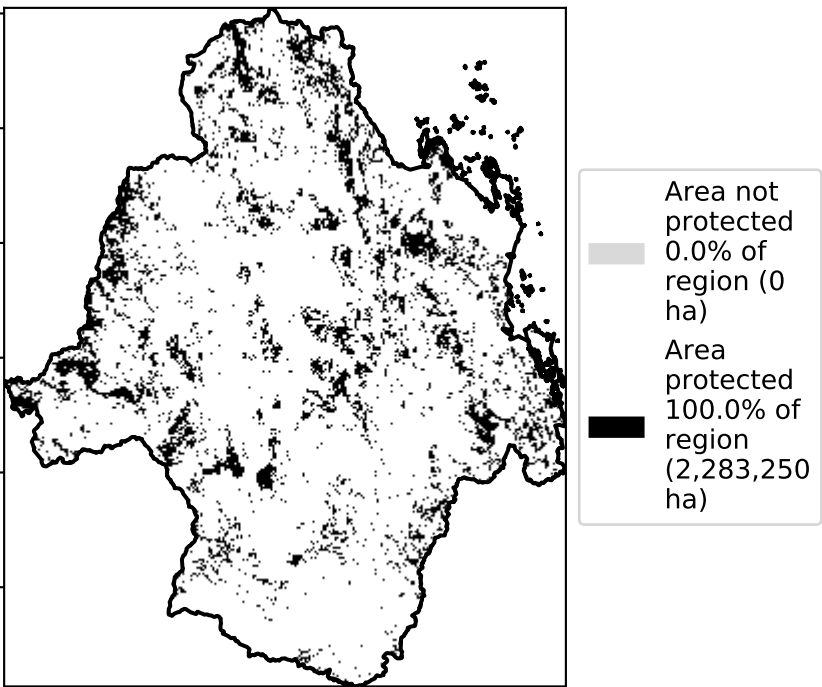 Area not
protected
0.0% of
region (0
ha)
Area
protected
100.0% of
region
(2,283,250
ha)